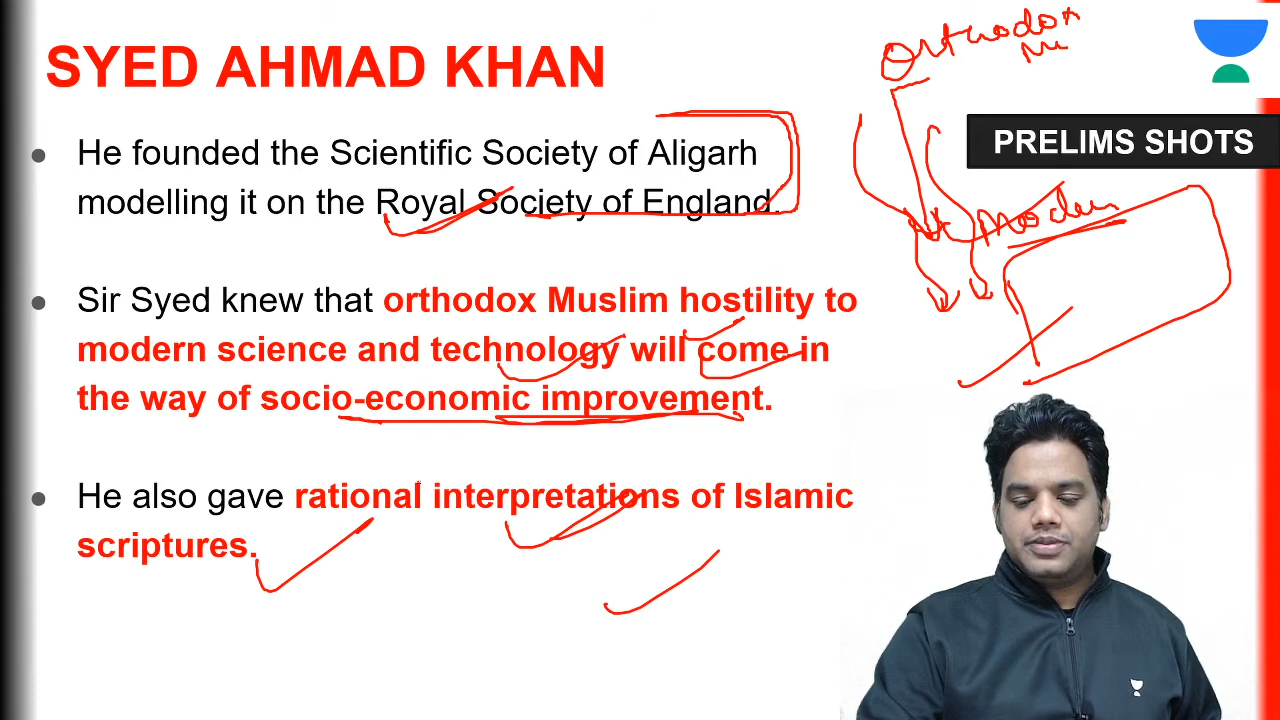 SYED AHMAD KHAN
Orthodox
PRELIMS SHOTS
● He founded the Scientific Society of Aligarh
modelling it on the Royal Society of England.
Modern
● Sir Syed knew that orthodox Muslim hostility to
modern science and technology will come in
the way of socio-economic improvement.
● He also gave rational interpretations of Islamic
scriptures.